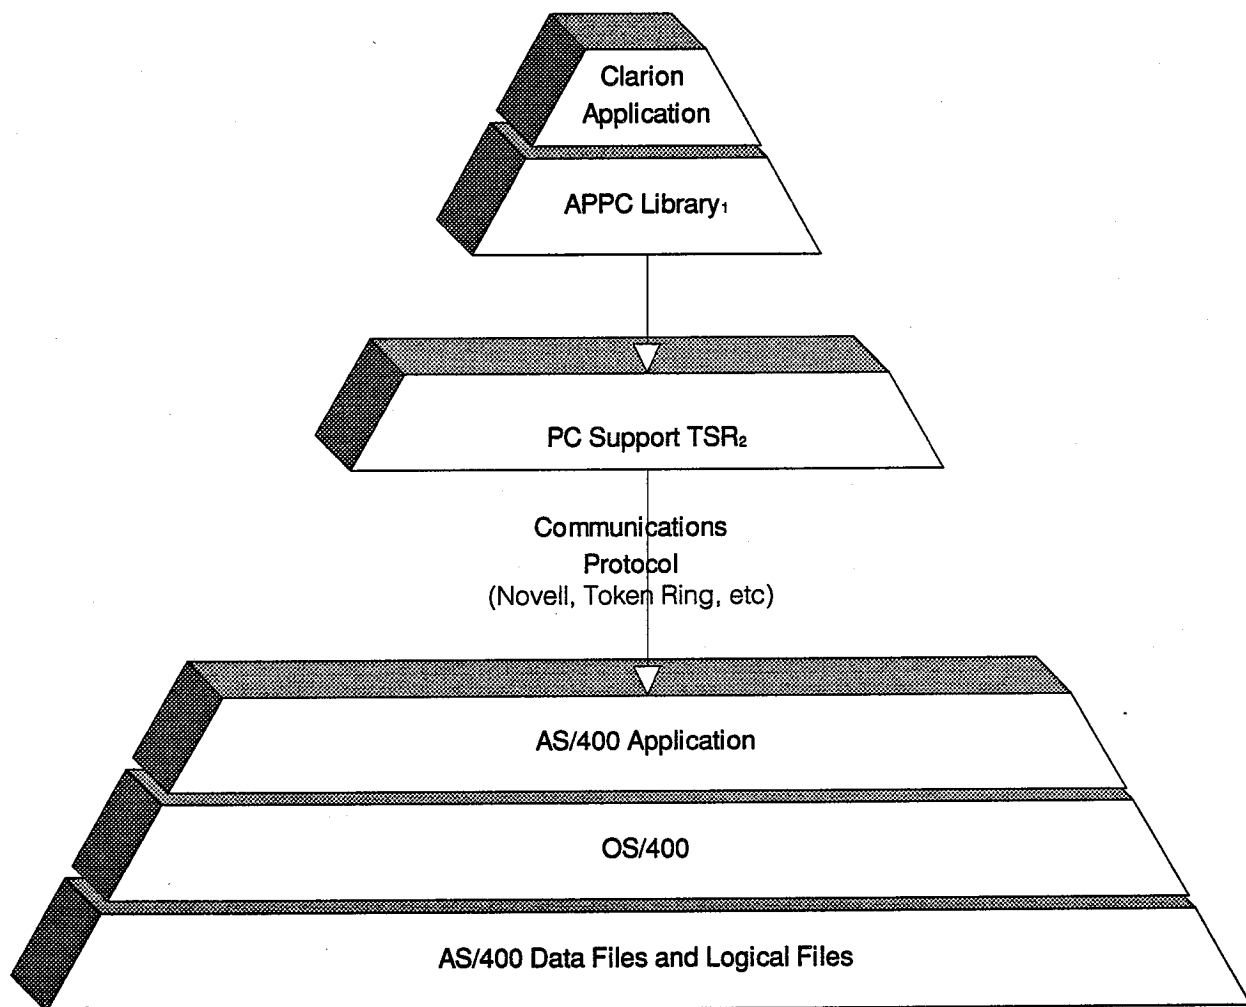 Clarion
Application
APPC Library₁
PC Support TSR₂
Communications
Protocol
(Novell, Token Ring, etc)
AS/400 Application
OS/400
AS/400 Data Files and Logical Files